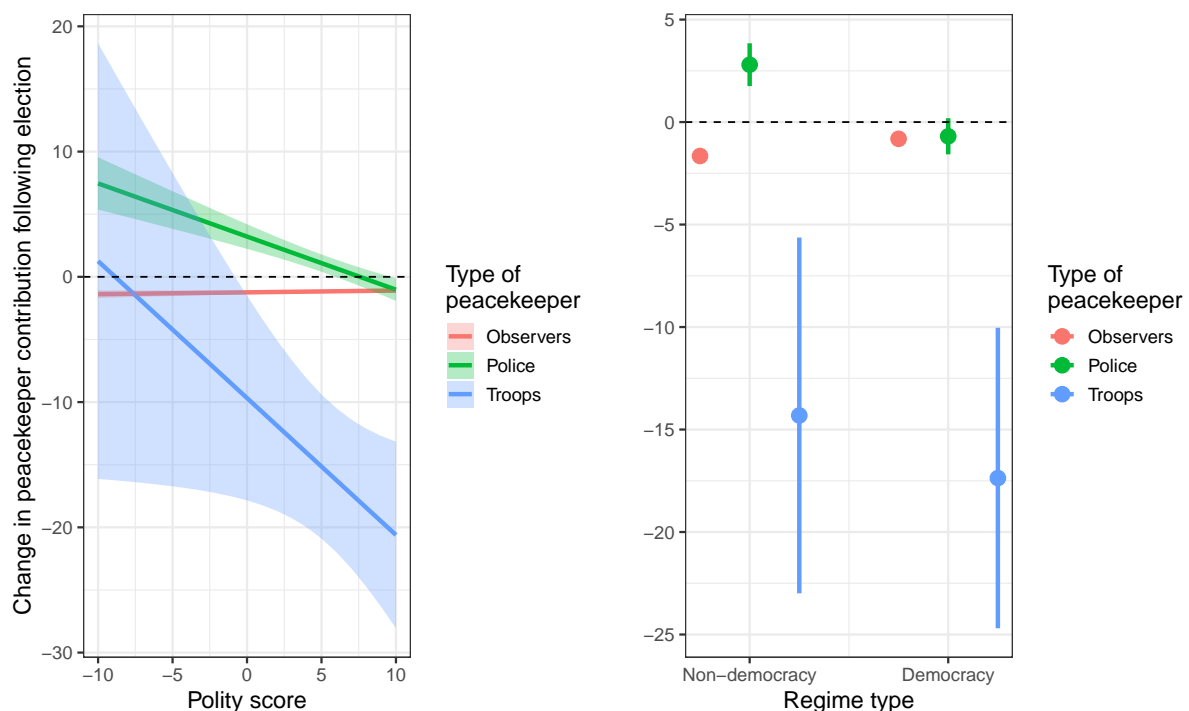 Change in peacekeeper contribution following election
20
10
0
−10
−20
−30
−10
−5
0
5
10
Polity score
Type of
peacekeeper
Observers
Police
Troops
5
0
−5
−10
−15
−20
−25
Non−democracy
Democracy
Regime type
Type of
peacekeeper
Observers
Police
Troops